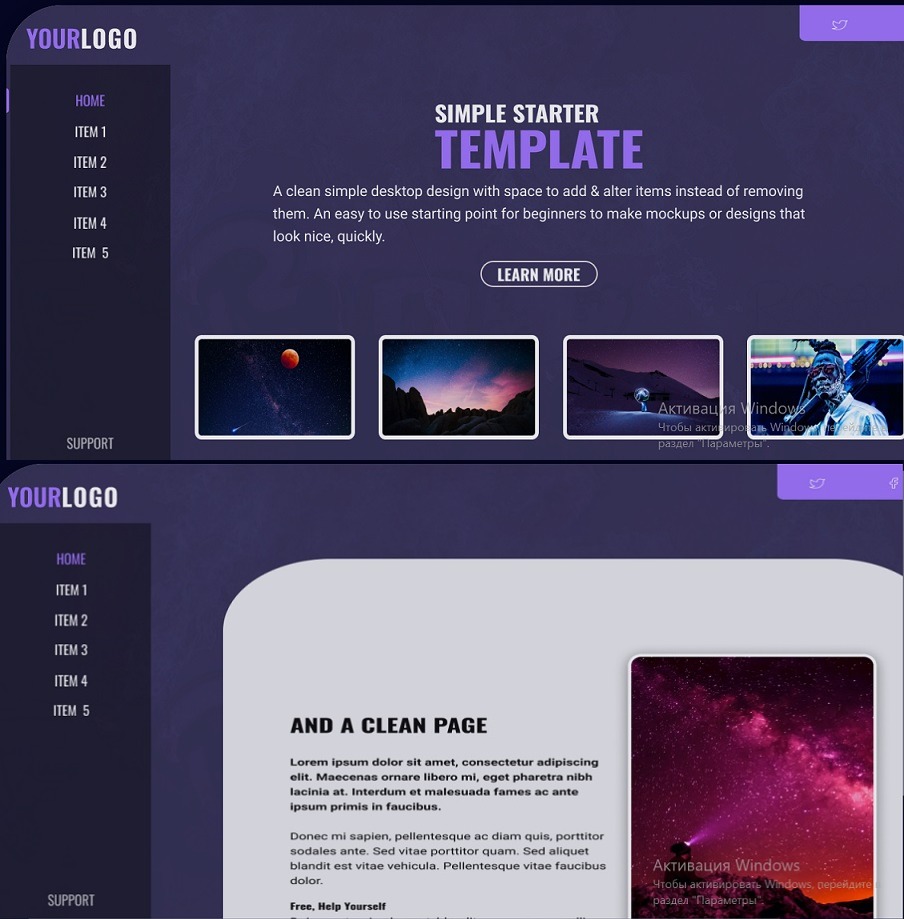 YOURLOGO
HOME
ITEM 1
ITEM 2
ITEM 3
ITEM 4
ITEM 5
SUPPORT
SIMPLE STARTER
TEMPLATE
A clean simple desktop design with space to add & alter items instead of removing
them. An easy to use starting point for beginners to make mockups or designs that
look nice, quickly.
LEARN MORE
Активация Windows
Чтобы активировать Windows, перейдите
раздел "Параметры".
YOURLOGO
HOME
ITEM 1
ITEM 2
ITEM 3
ITEM 4
ITEM 5
SUPPORT
AND A CLEAN PAGE
Lorem ipsum dolor sit amet, consectetur adipiscing
elit. Maecenas ornare libero mi, eget pharetra nibh
lacinia at. Interdum et malesuada fames ac ante
ipsum primis in faucibus.
Donec mi sapien, pellentesque ac diam quis, porttitor
sodales ante. Sed vitae porttitor quam. Sed aliquet
blandit est vitae vehicula. Pellentesque vitae faucibus
dolor.
Free, Help Yourself
Активация Windows
Чтобы активировать Windows, перейдите
раздел "Параметры".